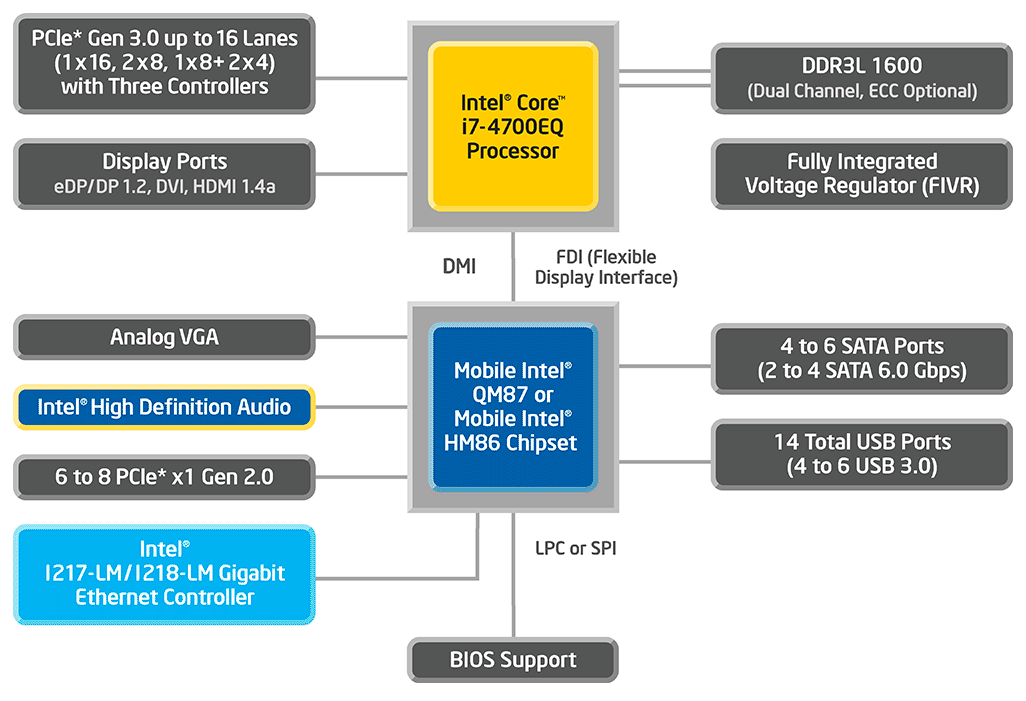 PCIe* Gen 3.0 up to 16 Lanes
(1x16, 2x8, 1x8+ 2x4)
with Three Controllers
Display Ports
eDP/DP 1.2, DVI, HDMI 1.4a
Intel® Core™
i7-4700EQ
Processor
DDR3L 1600
(Dual Channel, ECC Optional)
Fully Integrated
Voltage Regulator (FIVR)
DMI
FDI (Flexible
Display Interface)
Analog VGA
Intel® High Definition Audio
6 to 8 PCIe* x1 Gen 2.0
Intel®
I217-LM/I218-LM Gigabit
Ethernet Controller
Mobile Intel®
QM87 or
Mobile Intel®
HM86 Chipset
4 to 6 SATA Ports
(2 to 4 SATA 6.0 Gbps)
14 Total USB Ports
(4 to 6 USB 3.0)
LPC or SPI
BIOS Support